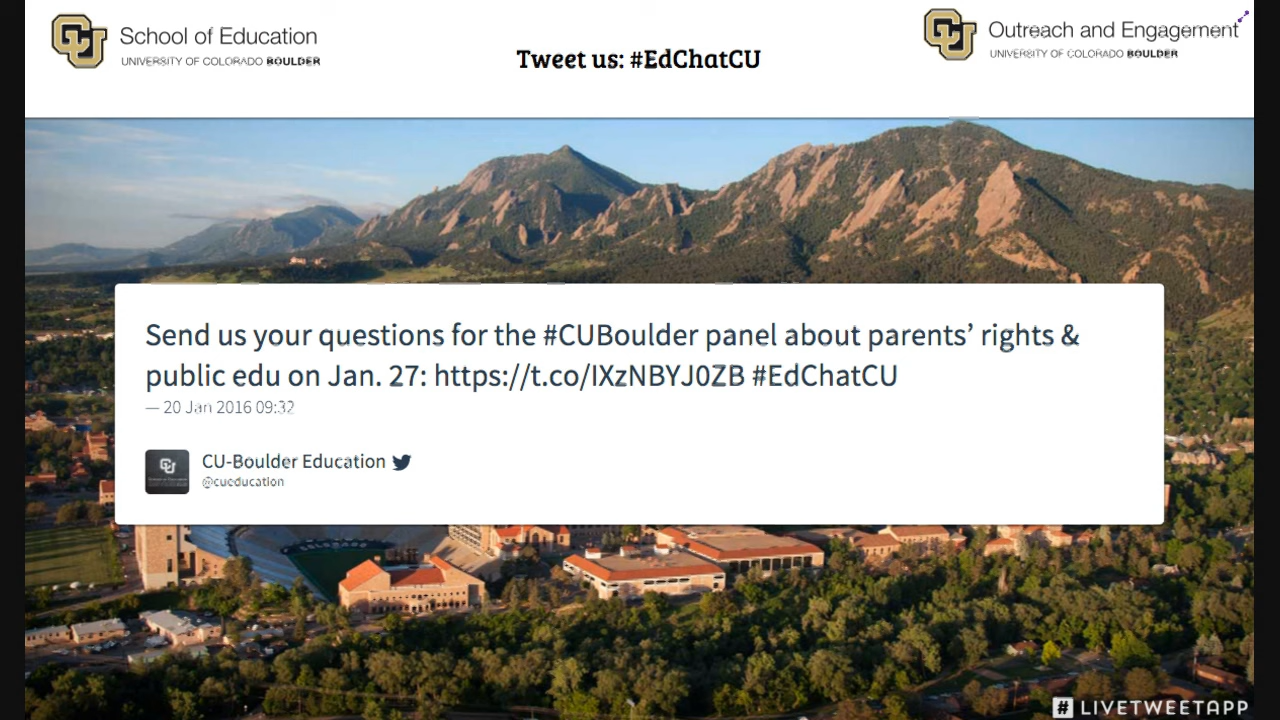 School of Education
UNIVERSITY OF COLORADO BOULDER
Tweet us: #EdChatCU
Outreach and Engagement
UNIVERSITY OF COLORADO BOULDER
Send us your questions for the #CUBoulder panel about parents’ rights &
public edu on Jan. 27: https://t.co/IXzNBYJ0ZB #EdChatCU
— 20 Jan 2016 09:32
CU-Boulder Education
@cueducation
# LIVETWEETAPP